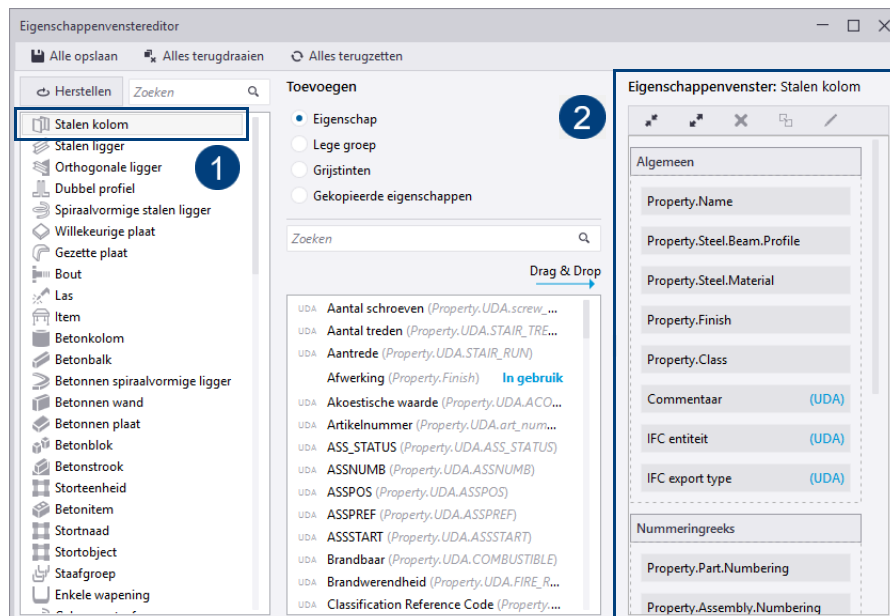 Eigenschappenvenstereditor
Alle opslaan Alles terugdraaien Alles terugzetten
Herstellen Zoeken
Stalen kolom
Stalen ligger
Orthogonale ligger
Dubbel profiel
Spiraalvormige stalen ligger
Willekeurige plaat
Gezette plaat
Bout
Las
Item
Betonkolom
Betonbalk
Betonnen spiraalvormige ligger
Betonnen wand
Betonnen plaat
Betonblok
Betonstrook
Storteenheid
Betonitem
Stortnaad
Stortobject
Staafgroep
Enkele wapening
1
Toevoegen
Eigenschap
Lege groep
Grijstinten
Gekopieerde eigenschappen
2
Zoeken
Drag & Drop
UDA Aantal schroeven (Property.UDA.screw_...
UDA Aantal treden (Property.UDA.STAIR_TRE...
UDA Aantrede (Property.UDA.STAIR_RUN)
Afwerking (Property.Finish) In gebruik
UDA Akoestische waarde (Property.UDA.ACO...
UDA Artikelnummer (Property.UDA.art_num...
UDA ASS_STATUS (Property.UDA.ASS_STATUS)
UDA ASSNUMB (Property.UDA.ASSNUMB)
UDA ASSPOS (Property.UDA.ASSPOS)
UDA ASSPREF (Property.UDA.ASSPREF)
UDA ASSSTART (Property.UDA.ASSSTART)
UDA Brandbaar (Property.UDA.COMBUSTIBLE)
UDA Brandwerendheid (Property.UDA.FIRE_R...
UDA Classification Reference Code (Property....
Eigenschappenvenster: Stalen kolom
Algemeen
Property.Name
Property.Steel.Beam.Profile
Property.Steel.Material
Property.Finish
Property.Class
Commentaar (UDA)
IFC entiteit (UDA)
IFC export type (UDA)
Nummeringreeks
Property.Part.Numbering
Property.Assembly.Numbering